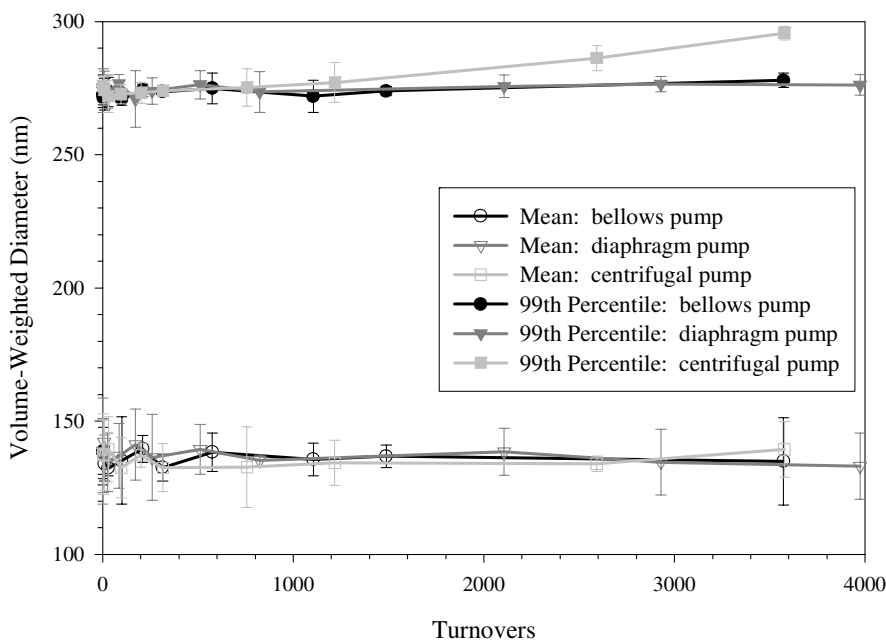 300
250
200
150
100
Volume-Weighted Diameter (nm)
Mean: bellows pump
Mean: diaphragm pump
Mean: centrifugal pump
99th Percentile: bellows pump
99th Percentile: diaphragm pump
99th Percentile: centrifugal pump
0 1000 2000 3000 4000
Turnovers